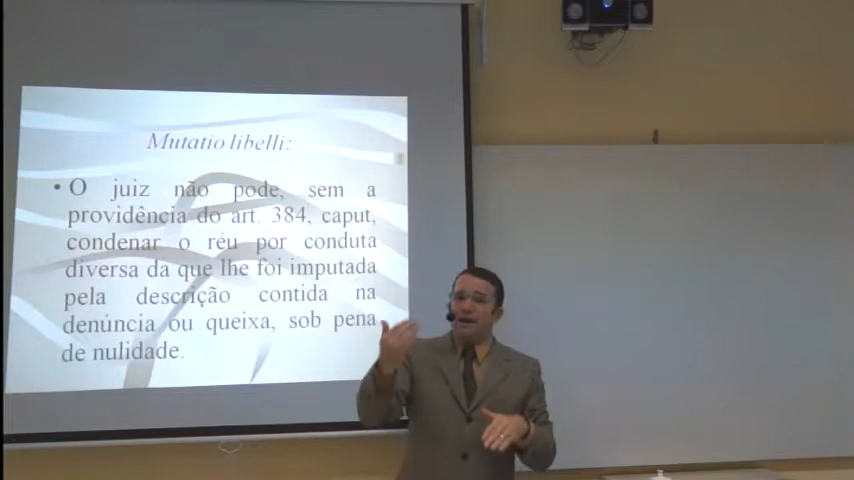 Mutatio libelli:
• O juiz não pode, sem a
providência do art. 384, caput,
condenar o réu por conduta
diversa da que lhe foi imputada
pela descrição contida na
denúncia ou queixa, sob pena
de nulidade.